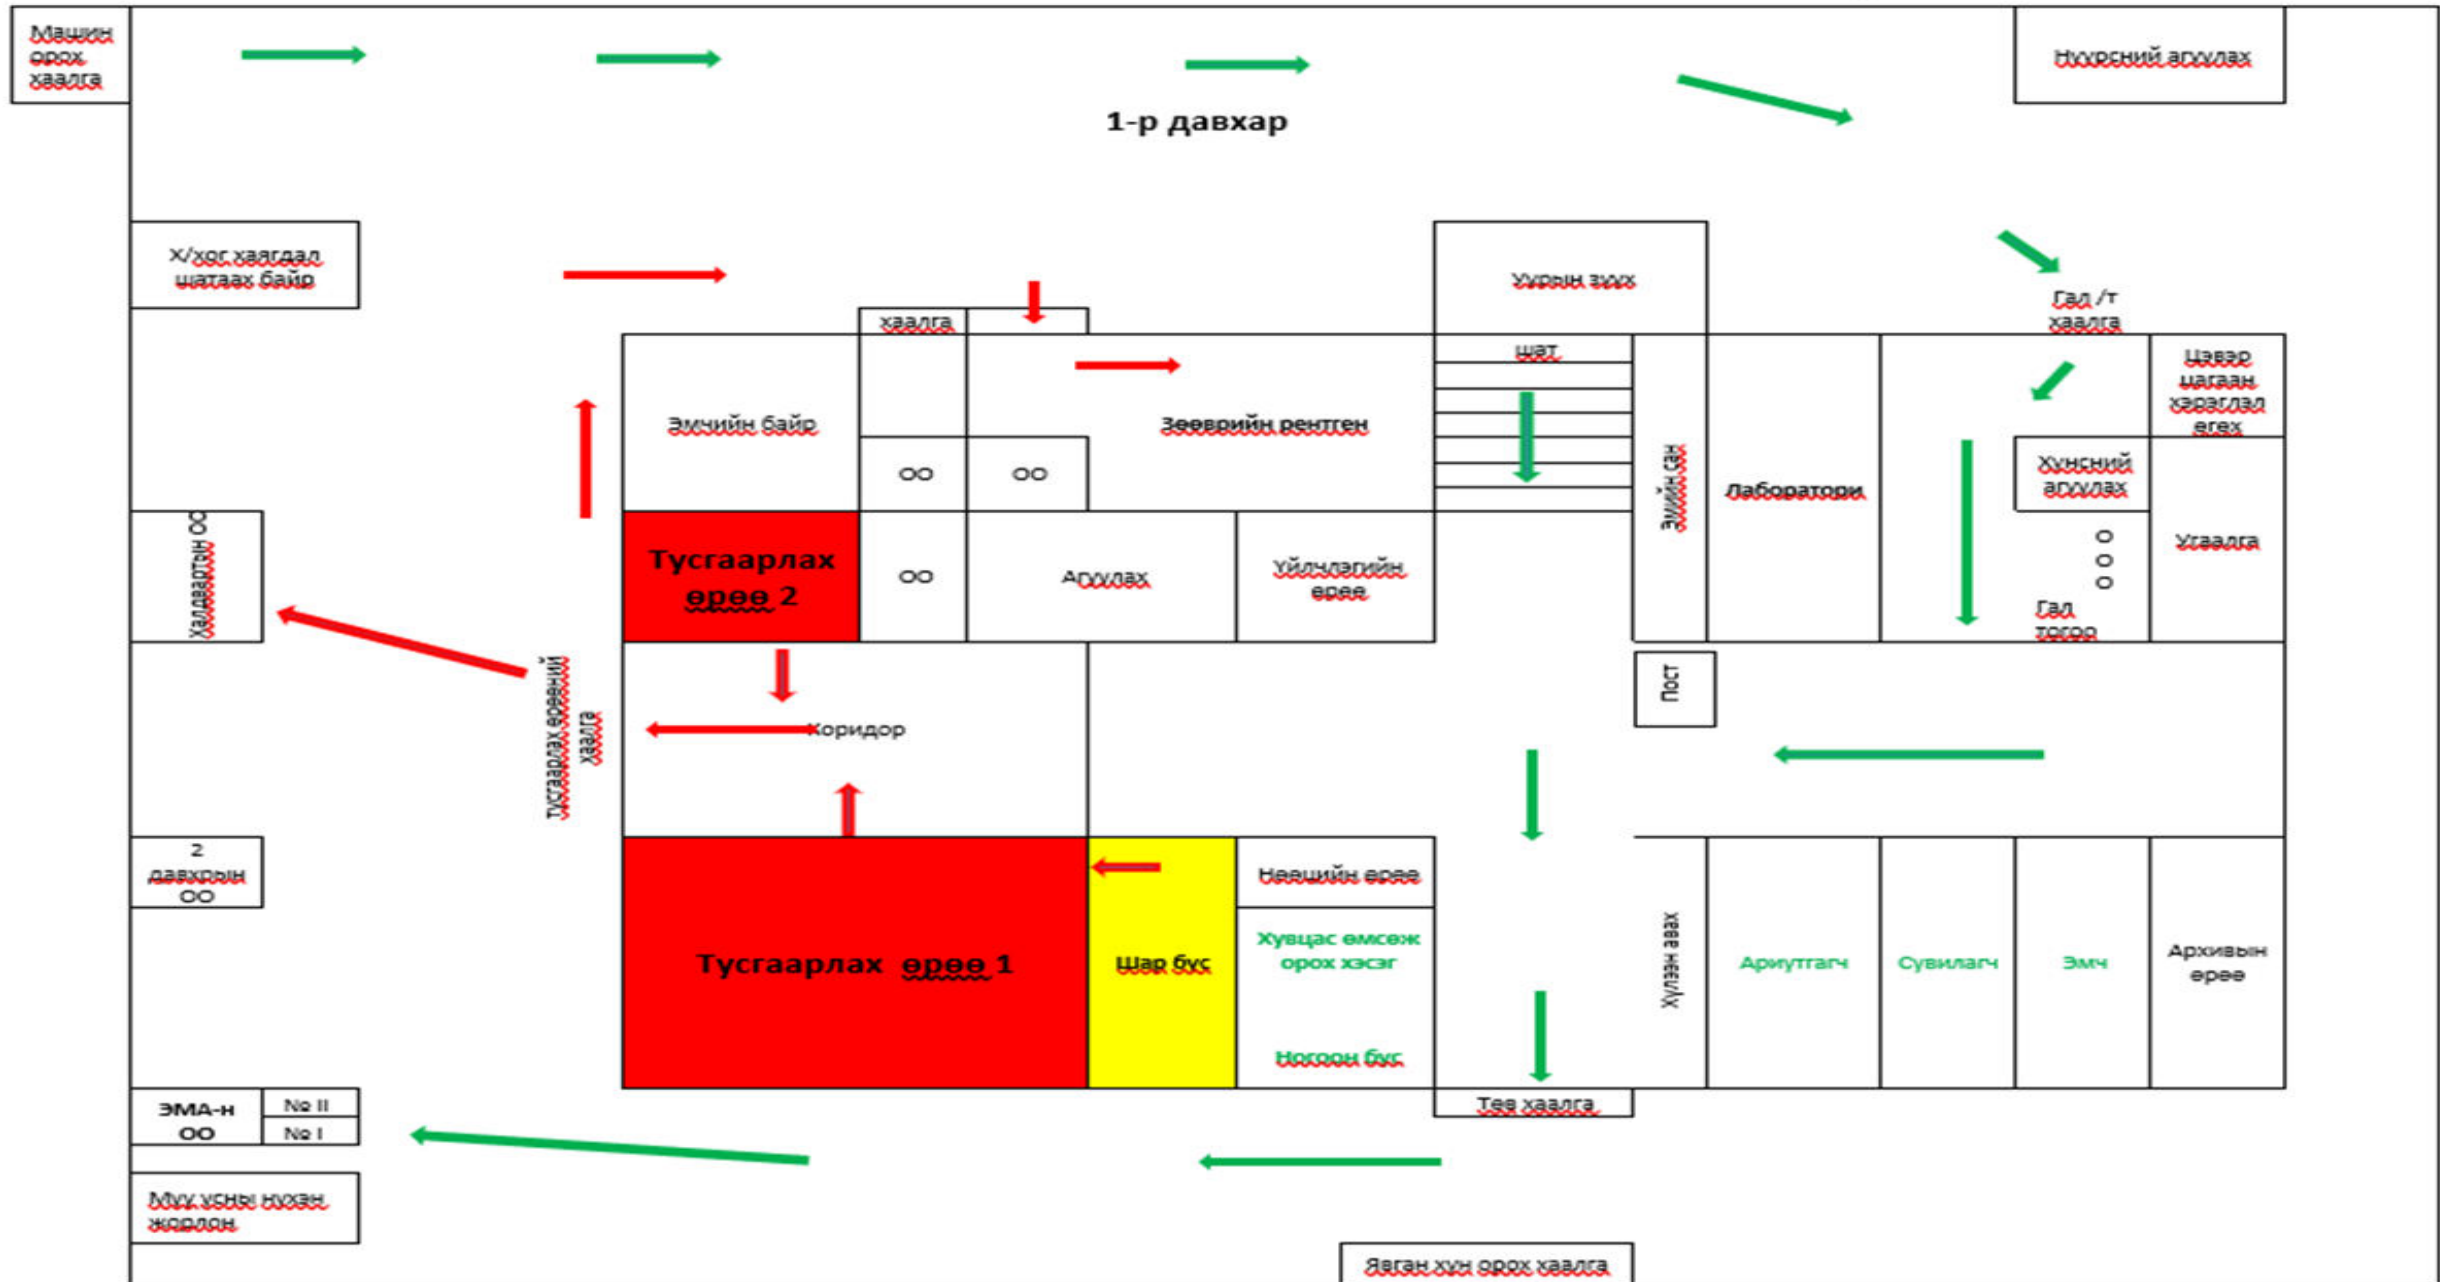 Машин
орох
хаалга
Нүүрсний агуулах
1-р давхар
Х/хог хаягдал
шатаах байр
Уурын зуух
Гал /т
хаалга
хаалга
шат
Цэвэр
цагаан
хэрэглэл
өгөх
Эмчийн байр
Зөөврийн рентген
ОО
ОО
Эмийн сан
Лаборатори
Хүнсний
агуулах
Халдвартын ОО
Тусгаарлах
өрөө 2
ОО
Агуулах
Үйлчлэгийн
өрөө
О
О
О
Гал
тогоо
Угаалга
тусгаарлах өрөөний
хаалга
Коридор
Пост
2
давхрын
ОО
Тусгаарлах өрөө 1
Шар бүс
Нөөцийн өрөө
Хувцас өмсөж
орох хэсэг
Ногоон бүс
Хүлээн авах
Ариутгагч
Сувилагч
Эмч
Архивын
өрөө
ЭМА-н
ОО
№ II
№ I
Төв хаалга
Муу усны нүхэн
жорлон
Явган хүн орох хаалга